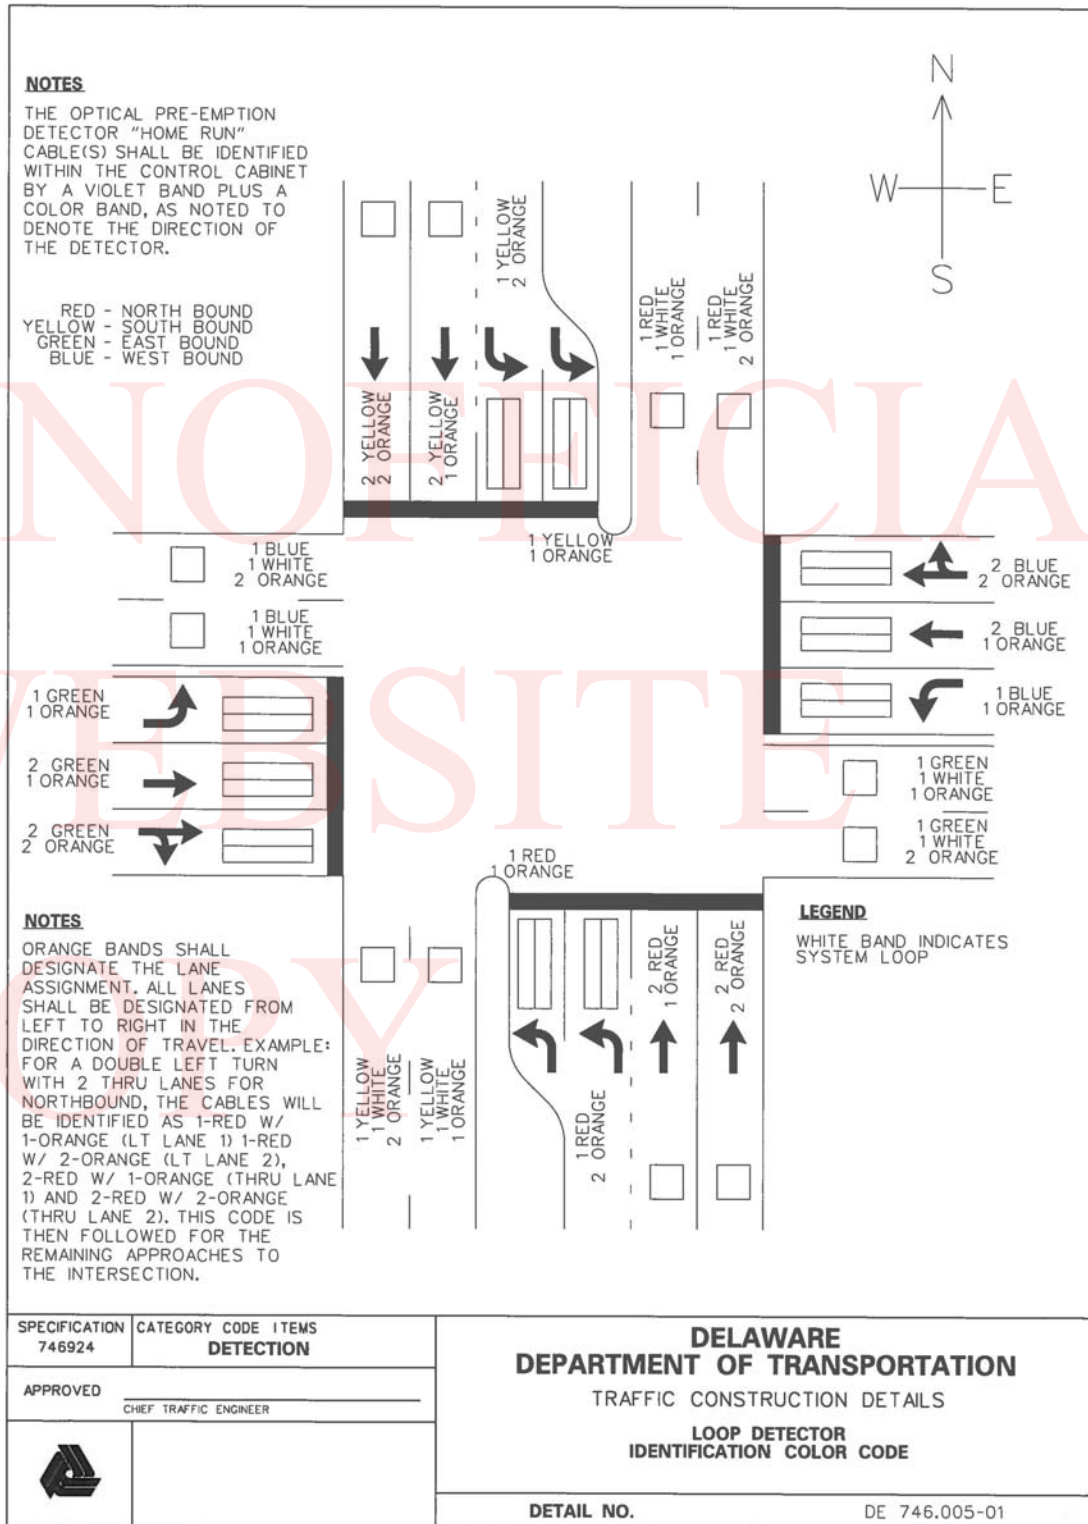 NOTES
THE OPTICAL PRE-EMPTION
DETECTOR "HOME RUN"
CABLE(S) SHALL BE IDENTIFIED
WITHIN THE CONTROL CABINET
BY A VIOLET BAND PLUS A
COLOR BAND, AS NOTED TO
DENOTE THE DIRECTION OF
THE DETECTOR.
RED - NORTH BOUND
YELLOW - SOUTH BOUND
GREEN - EAST BOUND
BLUE - WEST BOUND
N
W
E
S
1 YELLOW
2 ORANGE
1 RED
1 WHITE
1 ORANGE
1 RED
1 WHITE
2 ORANGE
2 YELLOW
2 ORANGE
2 YELLOW
1 ORANGE
1 YELLOW
1 ORANGE
1 BLUE
1 WHITE
2 ORANGE
1 BLUE
1 WHITE
1 ORANGE
2 BLUE
2 ORANGE
2 BLUE
1 ORANGE
1 BLUE
1 ORANGE
1 GREEN
1 ORANGE
2 GREEN
1 ORANGE
2 GREEN
2 ORANGE
1 GREEN
1 WHITE
1 ORANGE
1 GREEN
1 WHITE
2 ORANGE
1 RED
1 ORANGE
2 RED
1 ORANGE
2 RED
2 ORANGE
1 YELLOW
1 WHITE
2 ORANGE
1 YELLOW
1 WHITE
1 ORANGE
1 RED
2 ORANGE
LEGEND
WHITE BAND INDICATES
SYSTEM LOOP
NOTES
ORANGE BANDS SHALL
DESIGNATE THE LANE
ASSIGNMENT. ALL LANES
SHALL BE DESIGNATED FROM
LEFT TO RIGHT IN THE
DIRECTION OF TRAVEL. EXAMPLE:
FOR A DOUBLE LEFT TURN
WITH 2 THRU LANES FOR
NORTHBOUND, THE CABLES WILL
BE IDENTIFIED AS 1-RED W/
1-ORANGE (LT LANE 1) 1-RED
W/ 2-ORANGE (LT LANE 2),
2-RED W/ 1-ORANGE (THRU LANE
1) AND 2-RED W/ 2-ORANGE
(THRU LANE 2). THIS CODE IS
THEN FOLLOWED FOR THE
REMAINING APPROACHES TO
THE INTERSECTION.
NOFFICIA
WEBSITE
COPY
SPECIFICATION
746924
CATEGORY CODE ITEMS
DETECTION
APPROVED
CHIEF TRAFFIC ENGINEER
DELAWARE
DEPARTMENT OF TRANSPORTATION
TRAFFIC CONSTRUCTION DETAILS
LOOP DETECTOR
IDENTIFICATION COLOR CODE
DETAIL NO.
DE 746.005-01